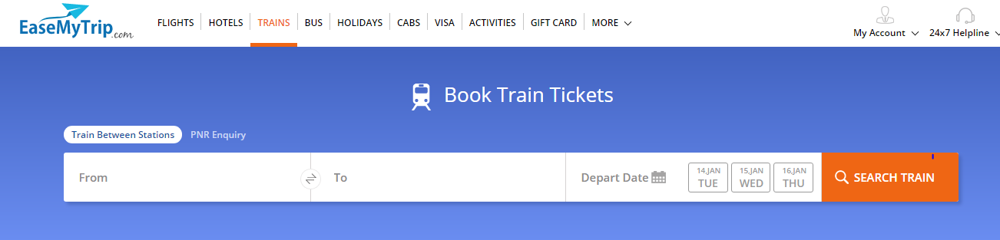 EaseMyTrip.com
FLIGHTS HOTELS TRAINS BUS HOLIDAYS CABS VISA ACTIVITIES GIFT CARD MORE
My Account 24x7 Helpline
Book Train Tickets
Train Between Stations PNR Enquiry
From To Depart Date
14,JAN 15,JAN 16,JAN
TUE WED THU
SEARCH TRAIN